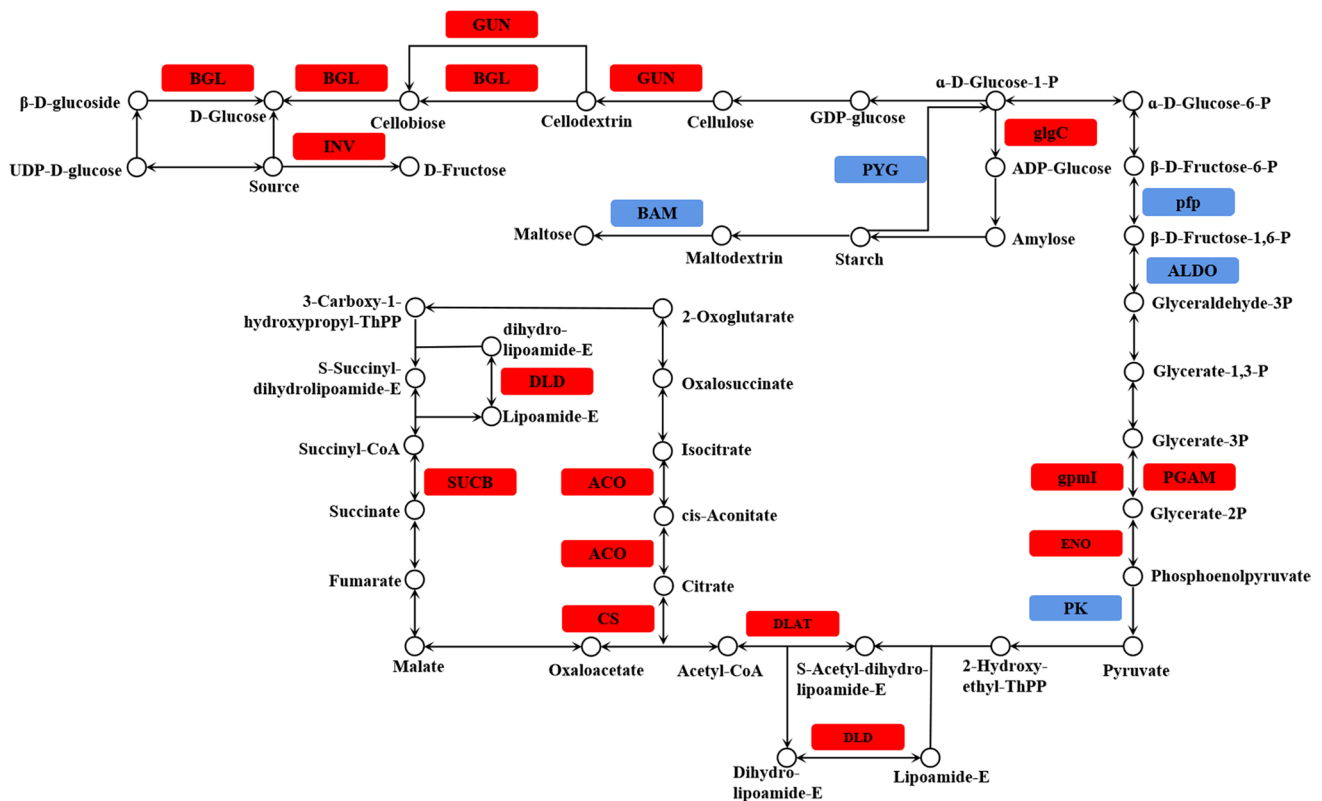 GUN
BGL
BGL
BGL
GUN
α-D-Glucose-1-P
β-D-glucoside
D-Glucose
Cellobiose
Cellodextrin
Cellulose
GDP-glucose
α-D-Glucose-6-P
INV
glgC
UDP-D-glucose
Source
D-Fructose
PYG
ADP-Glucose
β-D-Fructose-6-P
BAM
pfp
Maltose
Maltodextrin
Starch
Amylose
β-D-Fructose-1,6-P
ALDO
3-Carboxy-1-
hydroxypropyl-ThPP
2-Oxoglutarate
Glyceraldehyde-3P
dihydro-
lipoamide-E
S-Succinyl-
dihydrolipoamide-E
DLD
Oxalosuccinate
Glycerate-1,3-P
Lipoamide-E
Succinyl-CoA
Isocitrate
Glycerate-3P
SUCB
ACO
gpmI
PGAM
Succinate
cis-Aconitate
Glycerate-2P
ACO
ENO
Fumarate
Citrate
Phosphoenolpyruvate
CS
DLAT
PK
Malate
Oxaloacetate
Acetyl-CoA
S-Acetyl-dihydro-
lipoamide-E
2-Hydroxy-
ethyl-ThPP
Pyruvate
DLD
Dihydro-
lipoamide-E
Lipoamide-E